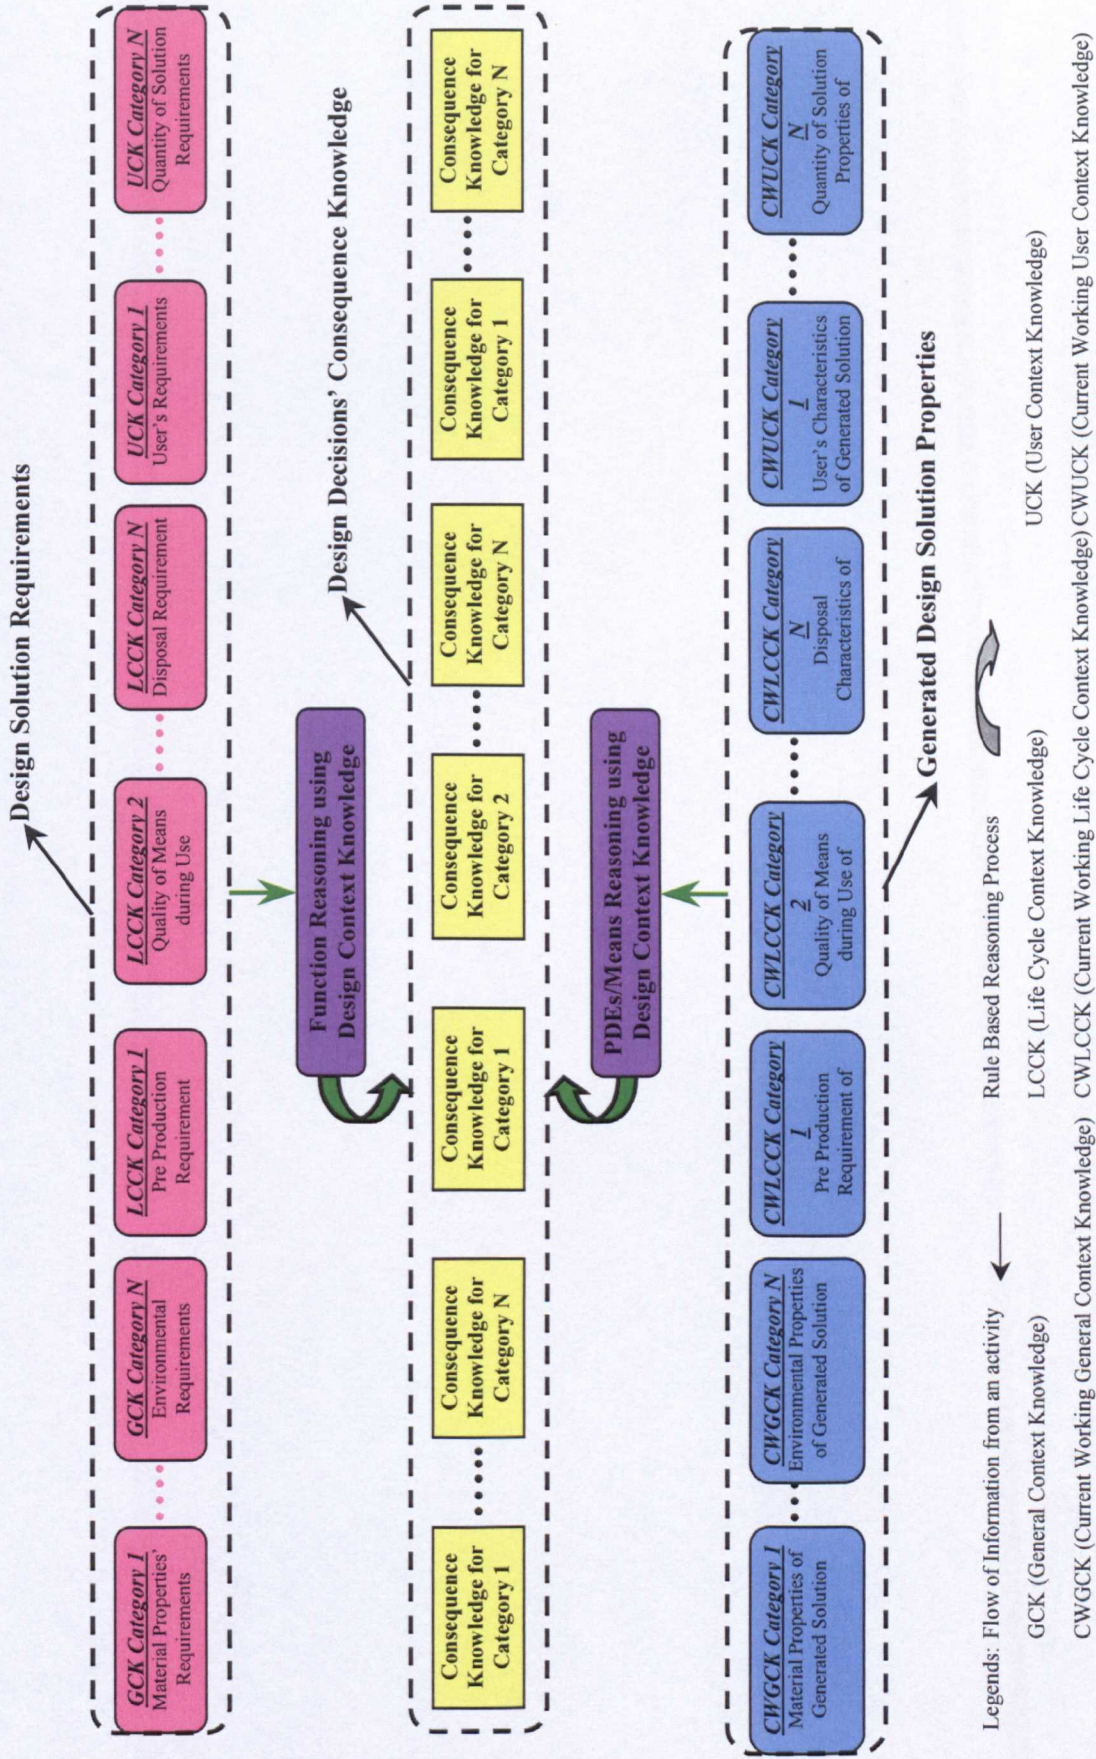 Design Solution Requirements
GCK Category 1
Material Properties'
Requirements
GCK Category N
Environmental
Requirements
LCCK Category 1
Pre Production
Requirement
LCCK Category 2
Quality of Means
during Use
LCCK Category N
Disposal Requirement
UCK Category 1
User's Requirements
UCK Category N
Quantity of Solution
Requirements
Function Reasoning using
Design Context Knowledge
Design Decisions' Consequence Knowledge
Consequence
Knowledge for
Category 1
Consequence
Knowledge for
Category N
Consequence
Knowledge for
Category 1
Consequence
Knowledge for
Category 2
Consequence
Knowledge for
Category N
Consequence
Knowledge for
Category 1
Consequence
Knowledge for
Category N
PDEs/Means Reasoning using
Design Context Knowledge
CWGCK Category 1
Material Properties of
Generated Solution
CWGCK Category N
Environmental Properties
of Generated Solution
CWLCCK Category
1
Pre Production
Requirement of
CWLCCK Category
2
Quality of Means
during Use of
CWLCCK Category
N
Disposal
Characteristics of
CWUCK Category
1
User's Characteristics
of Generated Solution
CWUCK Category
N
Quantity of Solution
Properties of
Generated Design Solution Properties
Legends: Flow of Information from an activity
Rule Based Reasoning Process
GCK (General Context Knowledge)
LCCK (Life Cycle Context Knowledge)
UCK (User Context Knowledge)
CWGCK (Current Working General Context Knowledge)
CWLCCK (Current Working Life Cycle Context Knowledge)
CWUCK (Current Working User Context Knowledge)